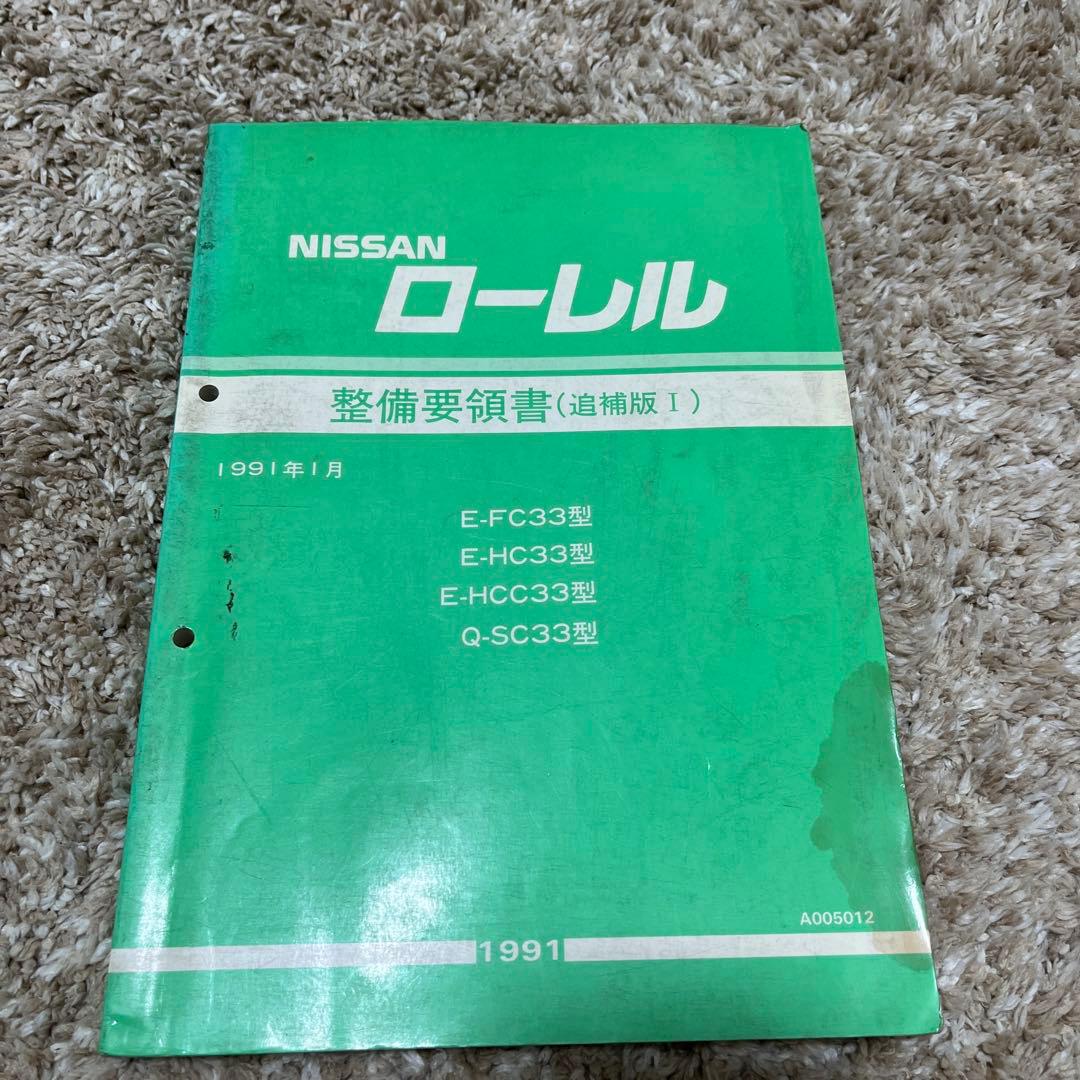 NISSAN
ローレル
整備要領書(追補版Ⅰ)
1991年1月
E-FC33型
E-HC33型
E-HCC33型
Q-SC33型
A005012
1991